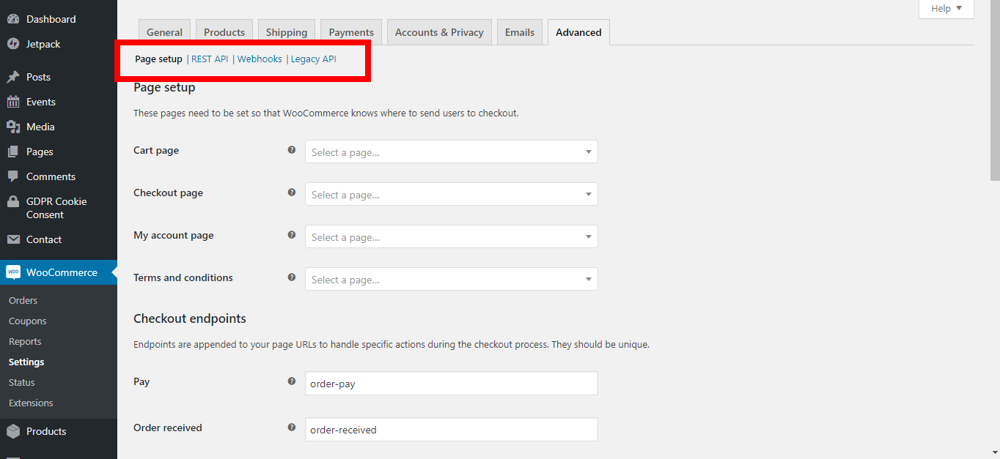 Dashboard
Jetpack
Posts
Events
Media
Pages
Comments
GDPR Cookie
Consent
Contact
WooCommerce
Orders
Coupons
Reports
Settings
Status
Extensions
Products
Help
General Products Shipping Payments Accounts & Privacy Emails Advanced
Page setup | REST API | Webhooks | Legacy API
Page setup
These pages need to be set so that WooCommerce knows where to send users to checkout.
Cart page Select a page...
Checkout page Select a page...
My account page Select a page...
Terms and conditions Select a page...
Checkout endpoints
Endpoints are appended to your page URLs to handle specific actions during the checkout process. They should be unique.
Pay order-pay
Order received order-received